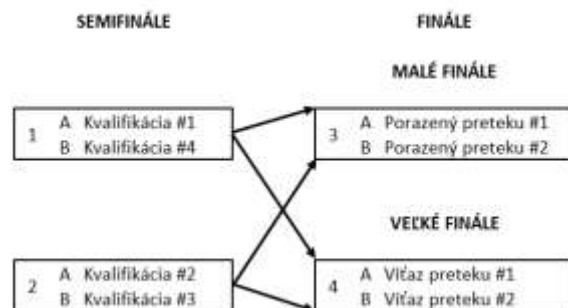 SEMIFINÁLE
FINÁLE
MALÉ FINÁLE
1
A Kvalifikácia #1
B Kvalifikácia #4
3
A Porazený preteku #1
B Porazený preteku #2
VEĽKÉ FINÁLE
2
A Kvalifikácia #2
B Kvalifikácia #3
4
A Víťaz preteku #1
B Víťaz preteku #2